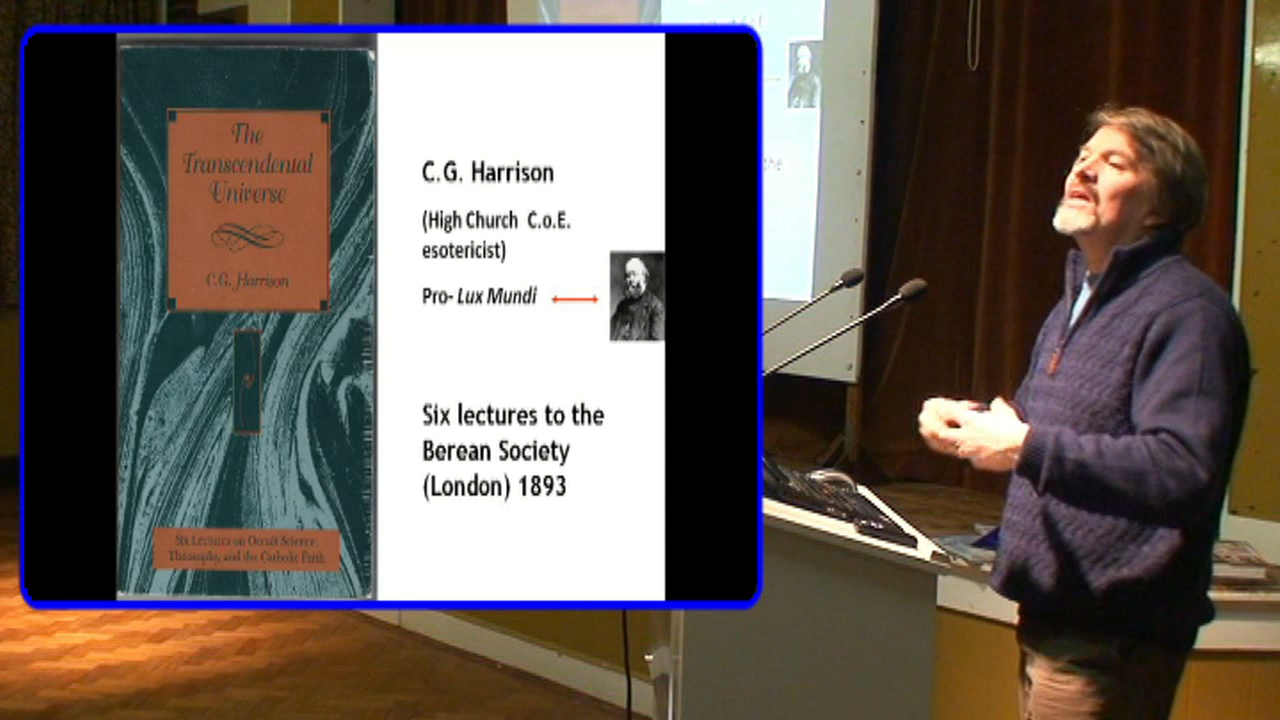 The
Transcendental
Universe
C.G. Harrison
Six Lectures on Occult Science,
Theosophy, and the Catholic Faith
C.G. Harrison
(High Church C.o.E.
esotericist)
Pro- Lux Mundi
Six lectures to the
Berean Society
(London) 1893
the